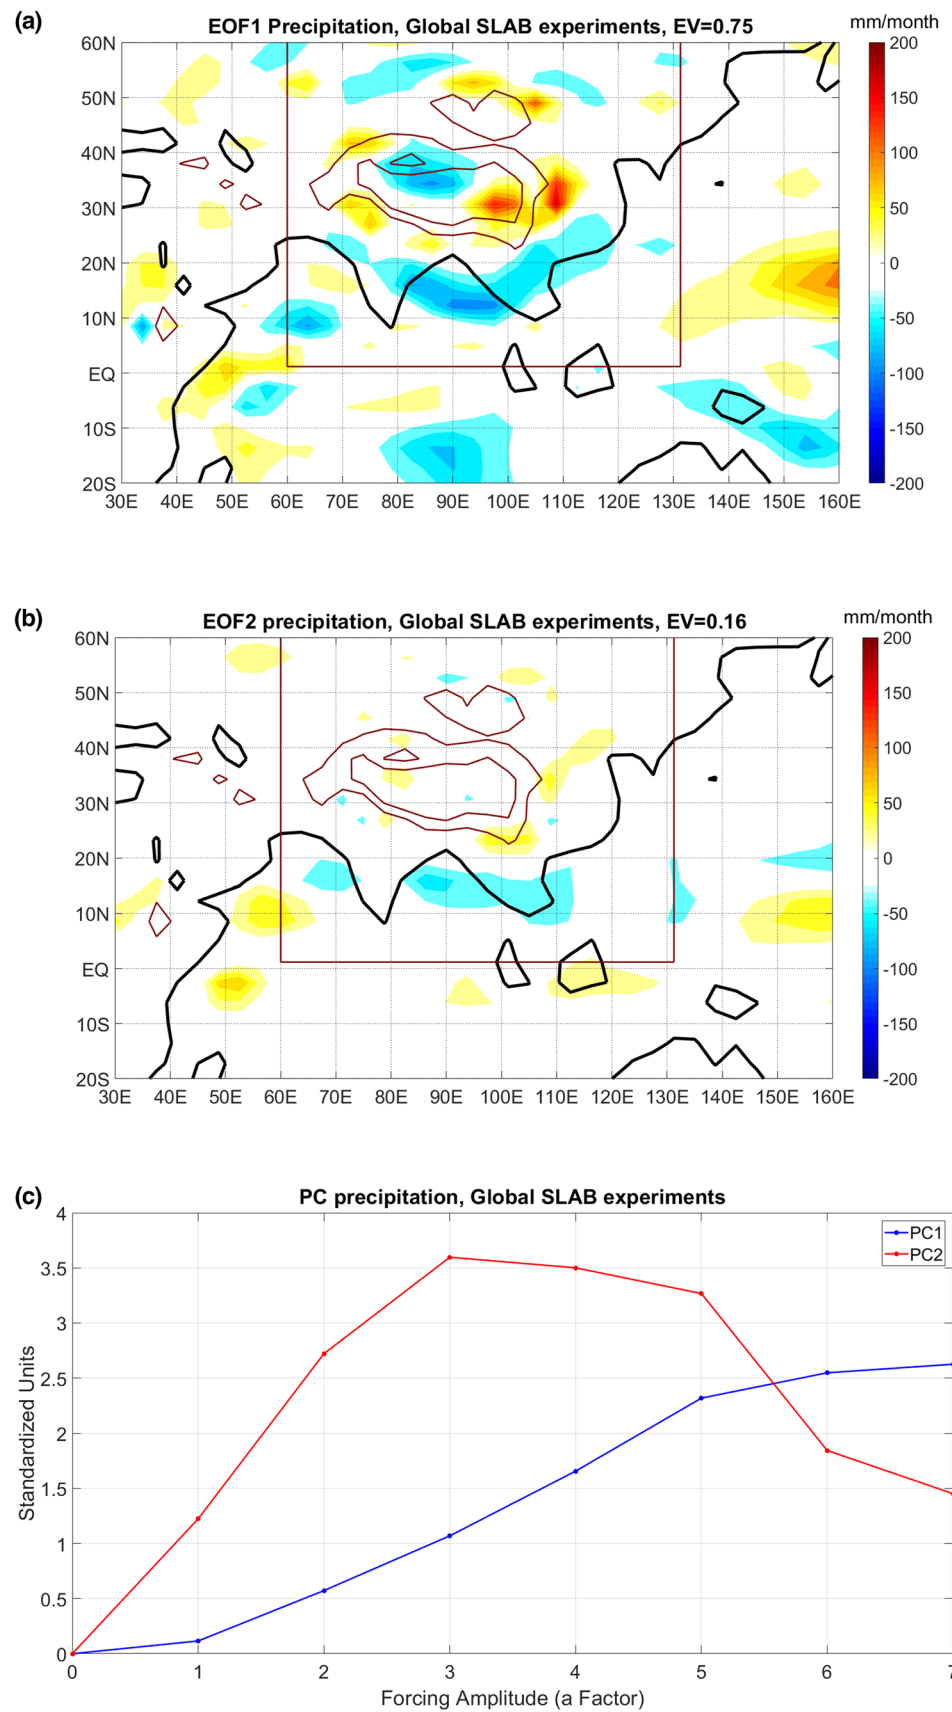 (a)
EOF1 Precipitation, Global SLAB experiments, EV=0.75
mm/month
60N
50N
40N
30N
20N
10N
EQ
10S
20S
30E 40E 50E 60E 70E 80E 90E 100E 110E 120E 130E 140E 150E 160E
200
150
100
50
0
-50
-100
-150
-200
(b)
EOF2 precipitation, Global SLAB experiments, EV=0.16
mm/month
60N
50N
40N
30N
20N
10N
EQ
10S
20S
30E 40E 50E 60E 70E 80E 90E 100E 110E 120E 130E 140E 150E 160E
200
150
100
50
0
-50
-100
-150
-200
(c)
PC precipitation, Global SLAB experiments
PC1
PC2
Standardized Units
4
3.5
3
2.5
2
1.5
1
0.5
0
0 1 2 3 4 5 6 7
Forcing Amplitude (a Factor)